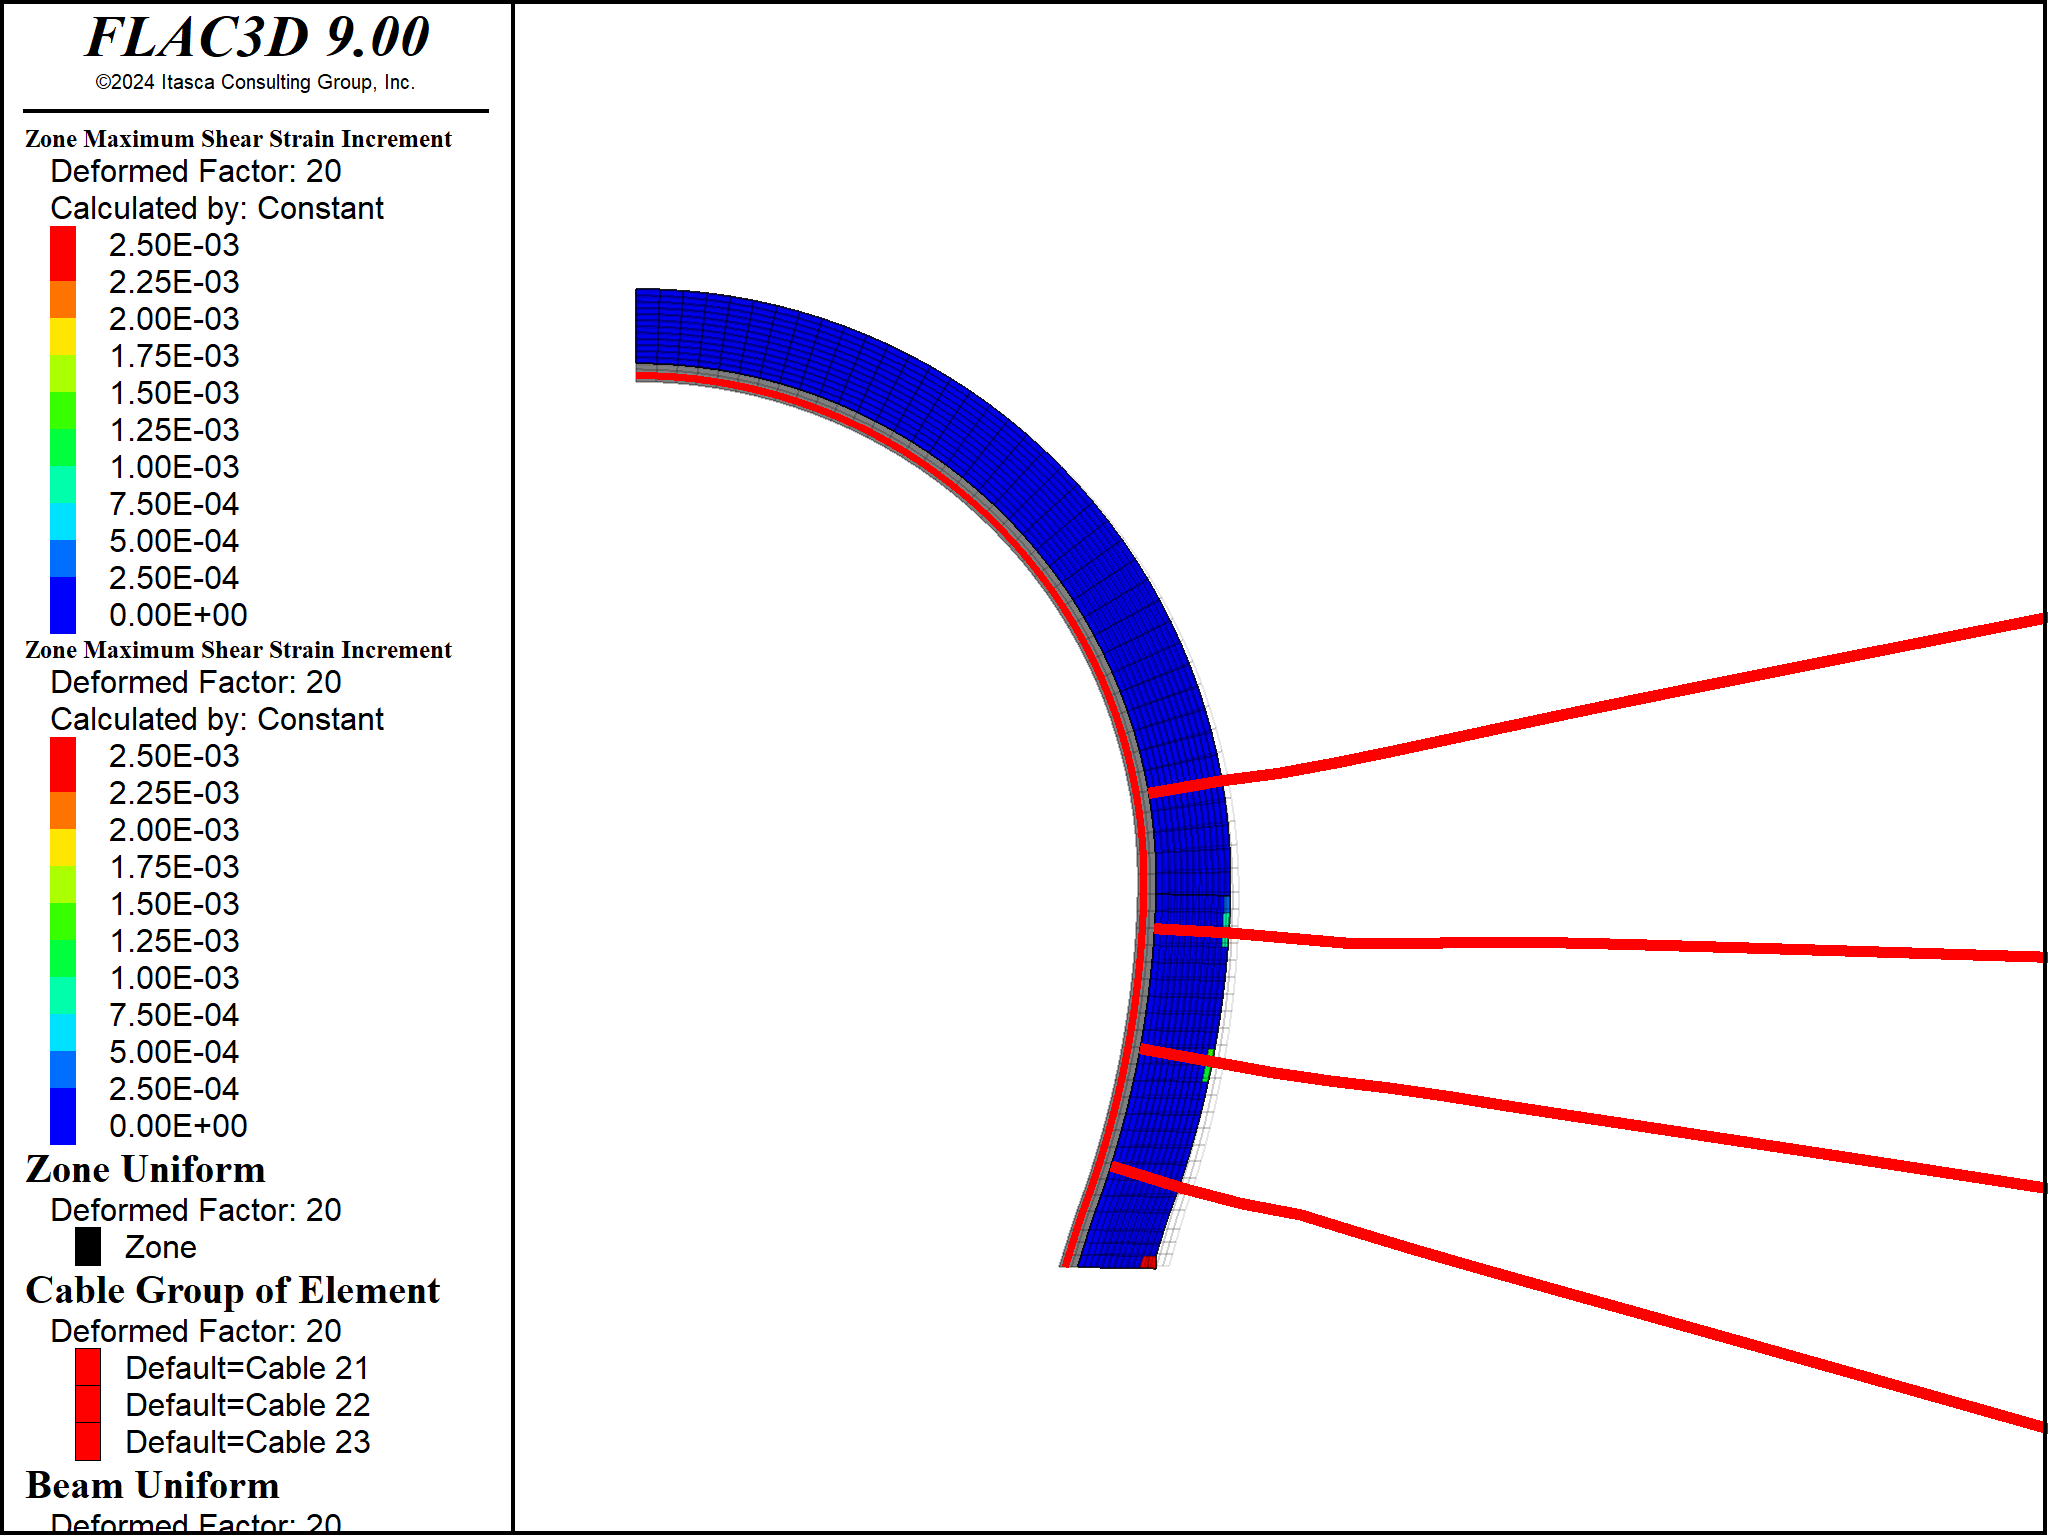 FLAC3D 9.00
©2024 Itasca Consulting Group, Inc.
Zone Maximum Shear Strain Increment
Deformed Factor: 20
Calculated by: Constant
2.50E-03
2.25E-03
2.00E-03
1.75E-03
1.50E-03
1.25E-03
1.00E-03
7.50E-04
5.00E-04
2.50E-04
0.00E+00
Zone Maximum Shear Strain Increment
Deformed Factor: 20
Calculated by: Constant
2.50E-03
2.25E-03
2.00E-03
1.75E-03
1.50E-03
1.25E-03
1.00E-03
7.50E-04
5.00E-04
2.50E-04
0.00E+00
Zone Uniform
Deformed Factor: 20
Zone
Cable Group of Element
Deformed Factor: 20
Default=Cable 21
Default=Cable 22
Default=Cable 23
Beam Uniform
Deformed Factor: 20